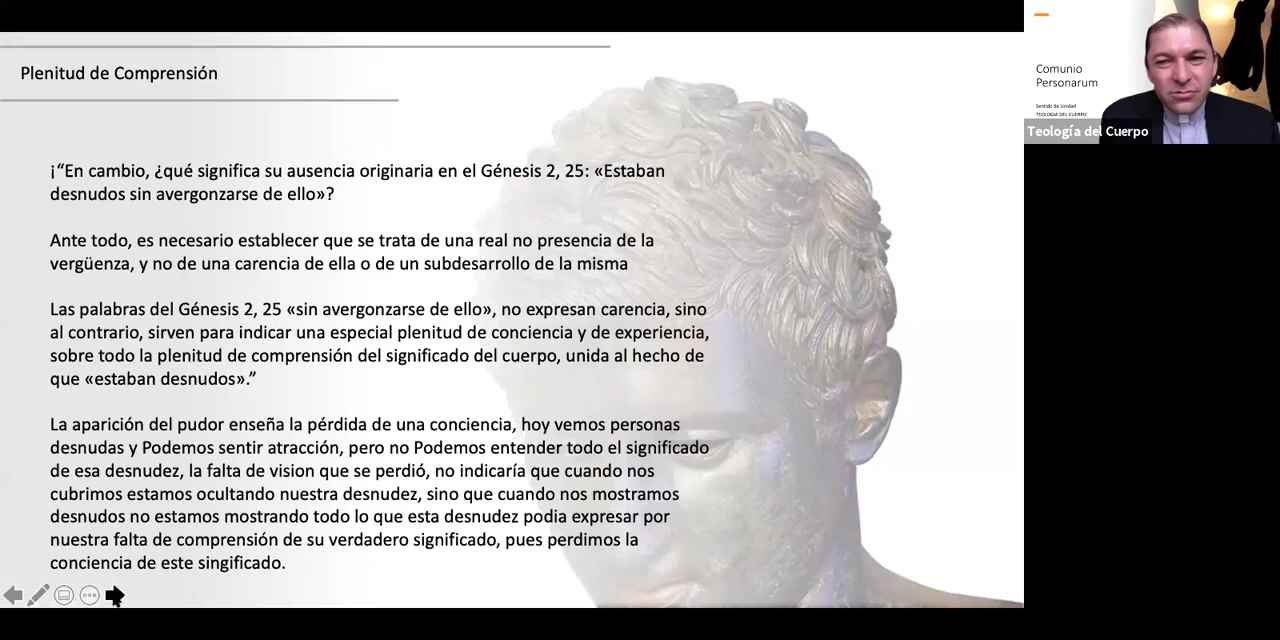 Plenitud de Comprensión
¡“En cambio, ¿qué significa su ausencia originaria en el Génesis 2, 25: «Estaban
desnudos sin avergonzarse de ello»?
Ante todo, es necesario establecer que se trata de una real no presencia de la
vergüenza, y no de una carencia de ella o de un subdesarrollo de la misma
Las palabras del Génesis 2, 25 «sin avergonzarse de ello», no expresan carencia, sino
al contrario, sirven para indicar una especial plenitud de conciencia y de experiencia,
sobre todo la plenitud de comprensión del significado del cuerpo, unida al hecho de
que «estaban desnudos».”
La aparición del pudor enseña la pérdida de una conciencia, hoy vemos personas
desnudas y Podemos sentir atracción, pero no Podemos entender todo el significado
de esa desnudez, la falta de vision que se perdió, no indicaría que cuando nos
cubrimos estamos ocultando nuestra desnudez, sino que cuando nos mostramos
desnudos no estamos mostrando todo lo que esta desnudez podia expresar por
nuestra falta de comprensión de su verdadero significado, pues perdimos la
conciencia de este singificado.
Comunio
Personarum
Sentido de Unidad
TEOLOGIA DEL CUERPO
Teología del Cuerpo